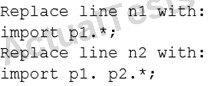 Replace line n1 with:
import p1.*;
Replace line n2 with:
import p1. p2.*;